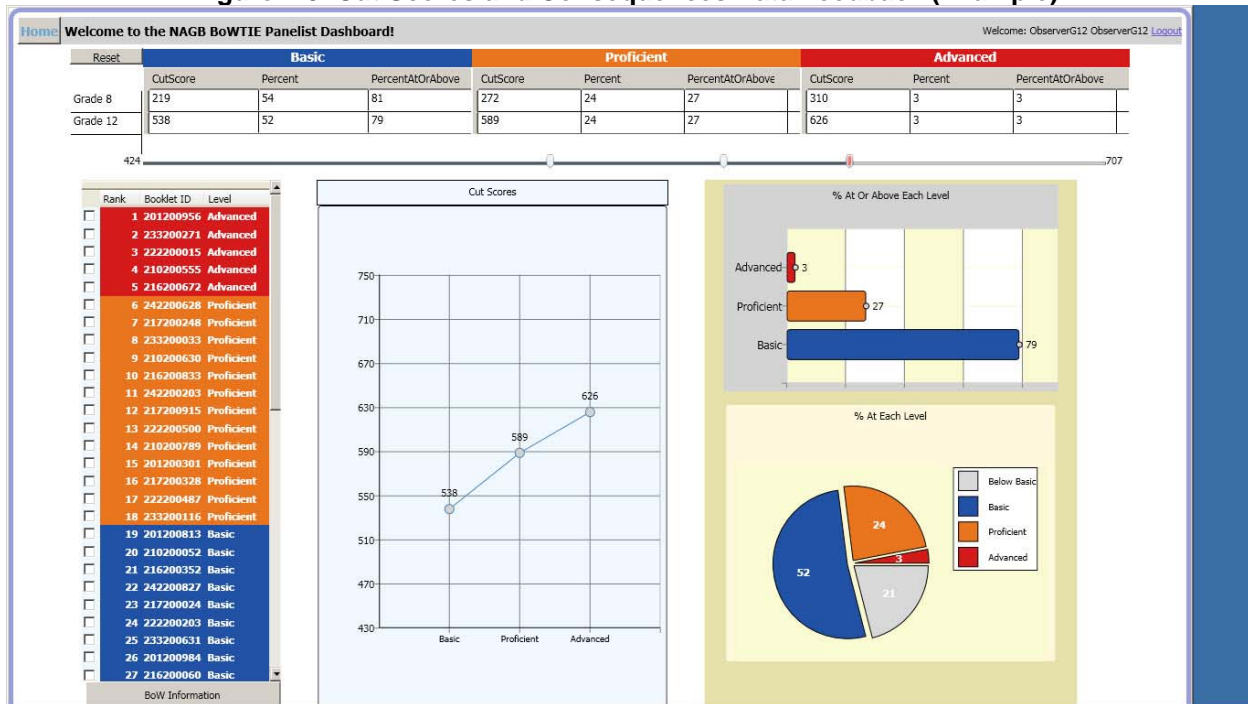 Home Welcome to the NAGB BoWTIE Panelist Dashboard! Welcome: ObserverG12 ObserverG12 Logout
Reset Basic Proficient Advanced
CutScore Percent PercentAtOrAbove CutScore Percent PercentAtOrAbove CutScore Percent PercentAtOrAbove
Grade 8 219 54 81 272 24 27 310 3 3
Grade 12 538 52 79 589 24 27 626 3 3
424 707
Rank Booklet ID Level
1 201200956 Advanced
2 233200271 Advanced
3 222200015 Advanced
4 210200555 Advanced
5 216200672 Advanced
6 242200628 Proficient
7 217200248 Proficient
8 233200033 Proficient
9 210200630 Proficient
10 216200833 Proficient
11 242200203 Proficient
12 217200915 Proficient
13 222200500 Proficient
14 210200789 Proficient
15 201200301 Proficient
16 217200328 Proficient
17 222200487 Proficient
18 233200116 Proficient
19 201200813 Basic
20 210200052 Basic
21 216200352 Basic
22 242200827 Basic
23 217200024 Basic
24 222200203 Basic
25 233200631 Basic
26 201200984 Basic
27 216200060 Basic
BoW Information
Cut Scores
750
710
670
630
590
550
510
470
430
538
589
626
Basic Proficient Advanced
% At Or Above Each Level
Advanced 3
Proficient 27
Basic 79
% At Each Level
24
3
52
21
Below Basic
Basic
Proficient
Advanced